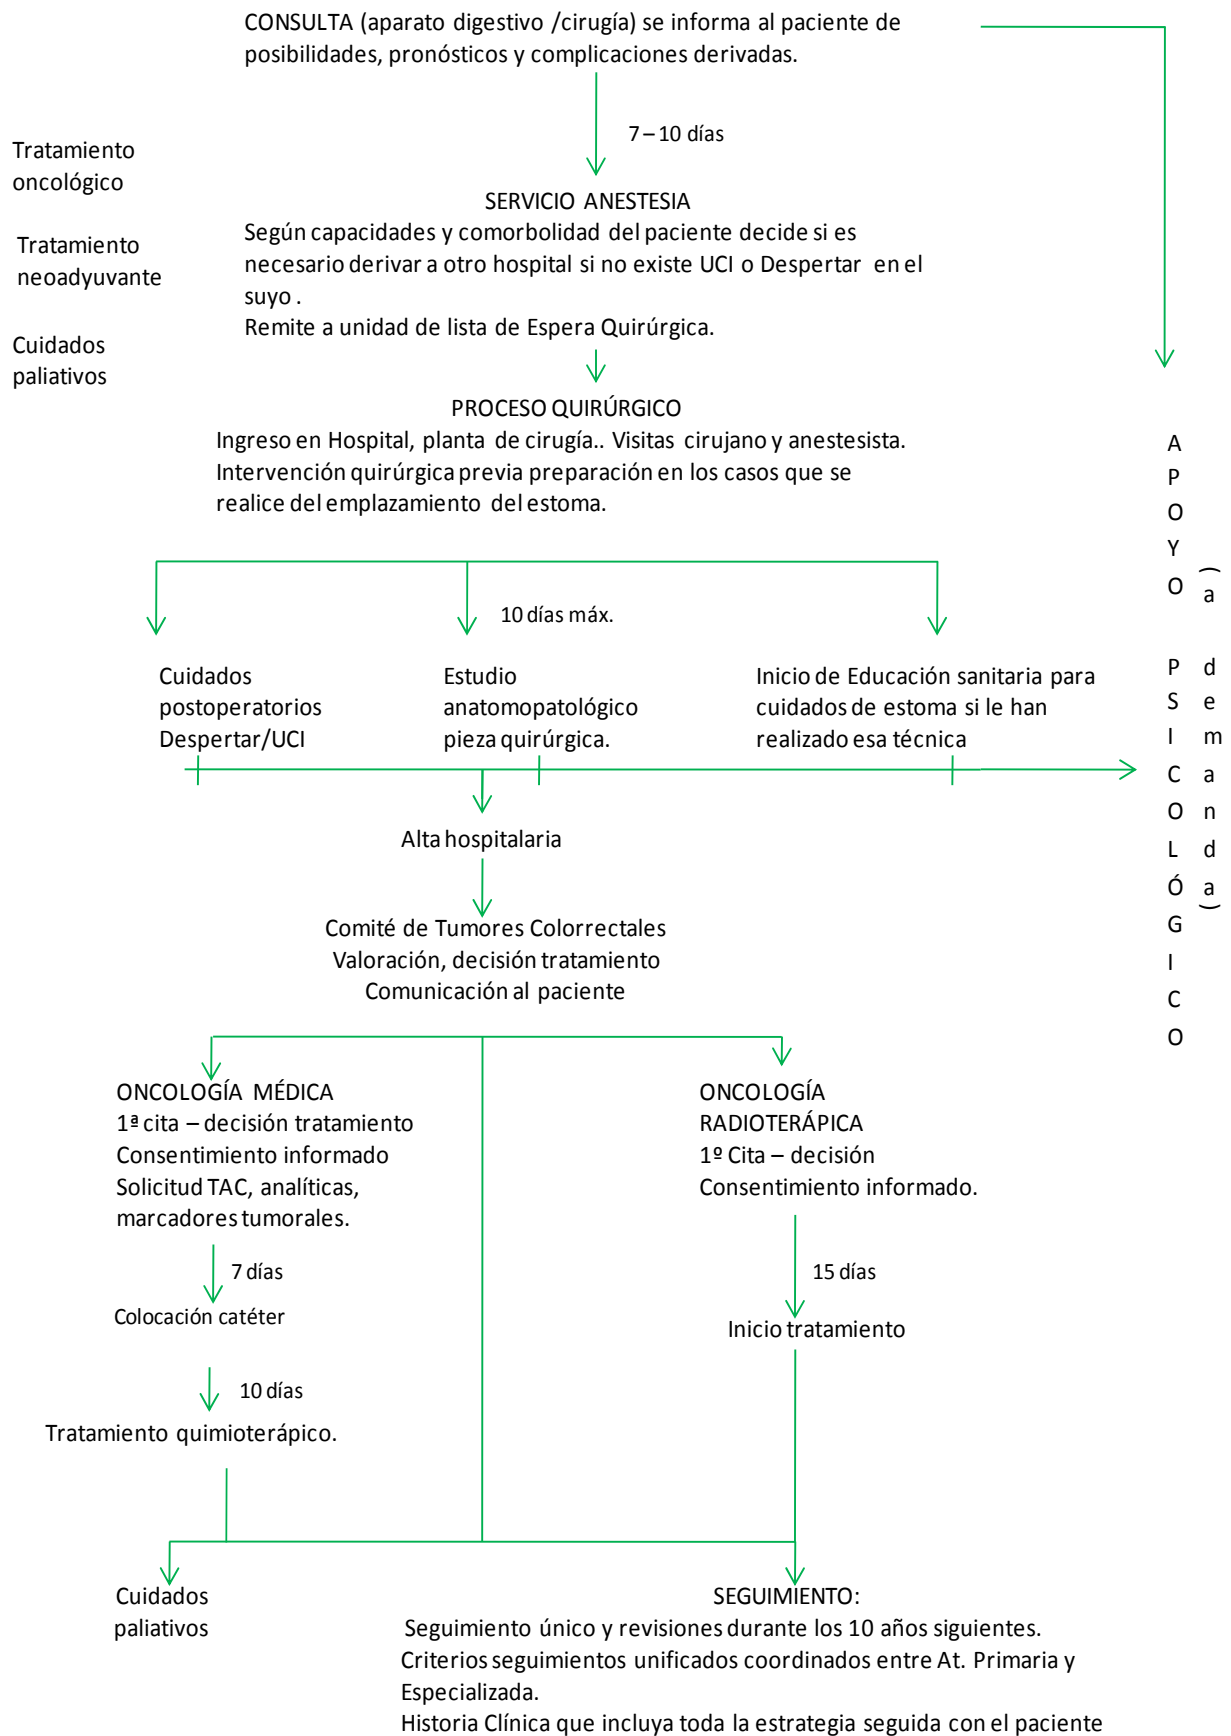 CONSULTA (aparato digestivo /cirugía) se informa al paciente de
posibilidades, pronósticos y complicaciones derivadas.
7 – 10 días
Tratamiento
oncológico
Tratamiento
neoadyuvante
Cuidados
paliativos
SERVICIO ANESTESIA
Según capacidades y comorbolidad del paciente decide si es
necesario derivar a otro hospital si no existe UCI o Despertar en el
suyo .
Remite a unidad de lista de Espera Quirúrgica.
PROCESO QUIRÚRGICO
Ingreso en Hospital, planta de cirugía.. Visitas cirujano y anestesista.
Intervención quirúrgica previa preparación en los casos que se
realice del emplazamiento del estoma.
10 días máx.
Cuidados
postoperatorios
Despertar/UCI
Estudio
anatomopatológico
pieza quirúrgica.
Inicio de Educación sanitaria para
cuidados de estoma si le han
realizado esa técnica
APOYO PSICOLÓGICO
(a demanda)
Alta hospitalaria
Comité de Tumores Colorrectales
Valoración, decisión tratamiento
Comunicación al paciente
ONCOLOGÍA MÉDICA
1ª cita – decisión tratamiento
Consentimiento informado
Solicitud TAC, analíticas,
marcadores tumorales.
7 días
Colocación catéter
10 días
Tratamiento quimioterápico.
ONCOLOGÍA
RADIOTERÁPICA
1º Cita – decisión
Consentimiento informado.
15 días
Inicio tratamiento
Cuidados
paliativos
SEGUIMIENTO:
Seguimiento único y revisiones durante los 10 años siguientes.
Criterios seguimientos unificados coordinados entre At. Primaria y
Especializada.
Historia Clínica que incluya toda la estrategia seguida con el paciente